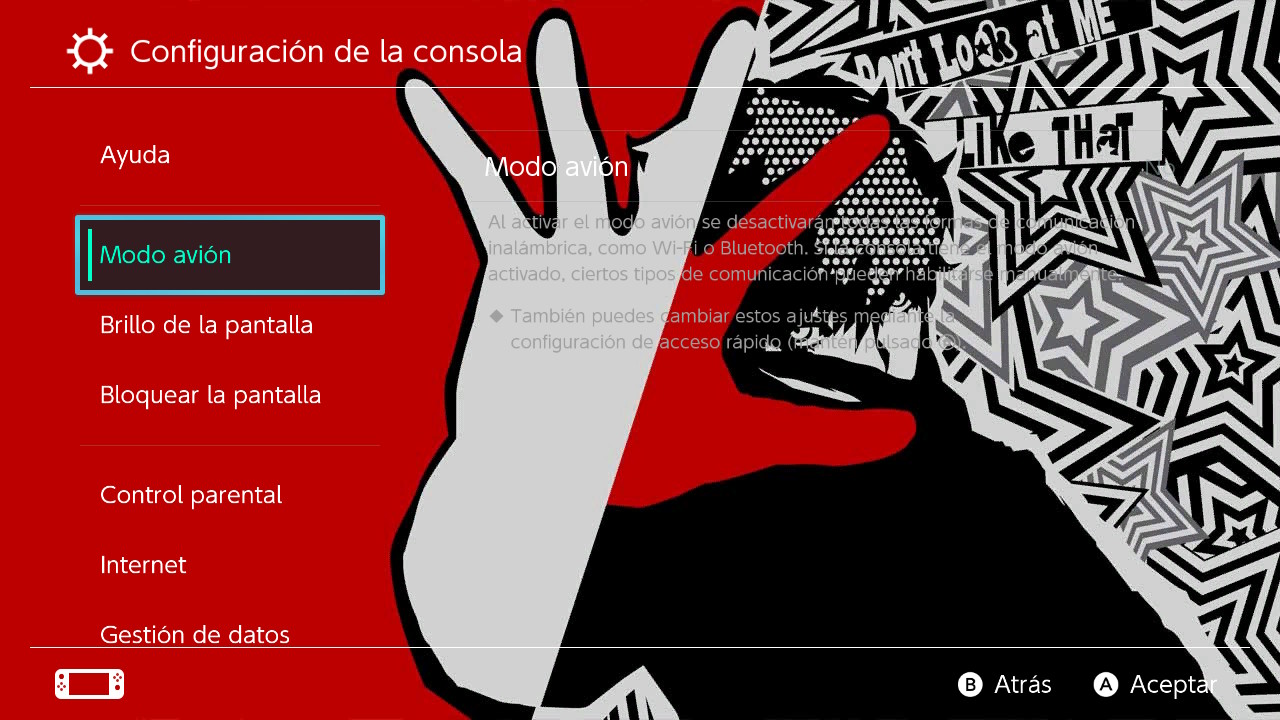 Configuración de la consola
Don't Look at ME
LIKE THAT
Ayuda
Modo avión
Brillo de la pantalla
Bloquear la pantalla
Control parental
Internet
Gestión de datos
Modo avión
No
Al activar el modo avión se desactivarán todas las formas de comunicación
inalámbrica, como Wi-Fi o Bluetooth. Si la consola tiene el modo avión
activado, ciertos tipos de comunicación pueden habilitarse manualmente.
◆ También puedes cambiar estos ajustes mediante la
configuración de acceso rápido (mantén pulsado ).
B Atrás
A Aceptar